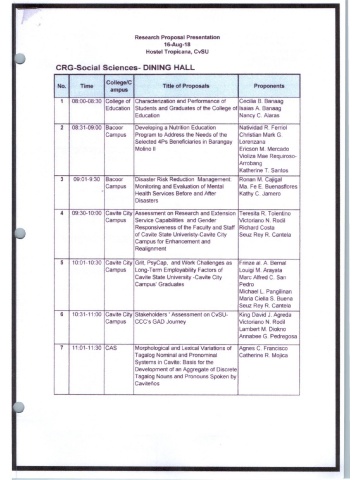 Research Proposal Presentation
16-Aug-18
Hostel Tropicana, CvSU
CRG-Social Sciences- DINING HALL
No. Time College/C ampus Title of Proposals Proponents
1 08:00-08:30 College of Education Characterization and Performance of Students and Graduates of the College of Education Cecilia B. Banaag
Isaias A. Banaag
Nancy C. Alaras
2 08:31-09:00 Bacoor Campus Developing a Nutrition Education Program to Address the Needs of the Selected 4Ps Beneficiaries in Barangay Molino II Natividad R. Ferriol
Christian Mark G. Lorenzana
Ericson M. Mercado
Violiza Mae Requiroso-Arrobang
Katherine T. Santos
3 09:01-9:30 Bacoor Campus Disaster Risk Reduction Management: Monitoring and Evaluation of Mental Health Services Before and After Disasters Ronan M. Cajigal
Ma. Fe E. Buenasflores
Kathy C. Jamero
4 09:30-10:00 Cavite City Campus Assessment on Research and Extension Service Capabilities and Gender Responsiveness of the Faculty and Staff of Cavite State University-Cavite City Campus for Enhancement and Realignment Teresita R. Tolentino
Victoriano N. Rodil
Richard Costa
Seuz Rey R. Cantela
5 10:01-10:30 Cavite City Campus Grit, PsyCap, and Work Challenges as Long-Term Employability Factors of Cavite State University -Cavite City Campus' Graduates A. Bernal
Louigi M. Arayata
Marc Alfred C. San Pedro
Michael L. Pangilinan
Maria Ciella S. Buena
Seuz Rey R. Cantela
6 10:31-11:00 Cavite City Campus Stakeholders ' Assessment on CvSU-CCC's GAD Journey King David J. Agreda
Victoriano N. Rodil
Lambert M. Diokno
Annabee G. Pedregosa
7 11:01-11:30 CAS Morphological and Lexical Variations of Tagalog Nominal and Pronominal Systems in Cavite: Basis for the Development of an Aggregate of Discrete Tagalog Nouns and Pronouns Spoken by Caviteños Agnes C. Francisco
Catherine R. Mojica